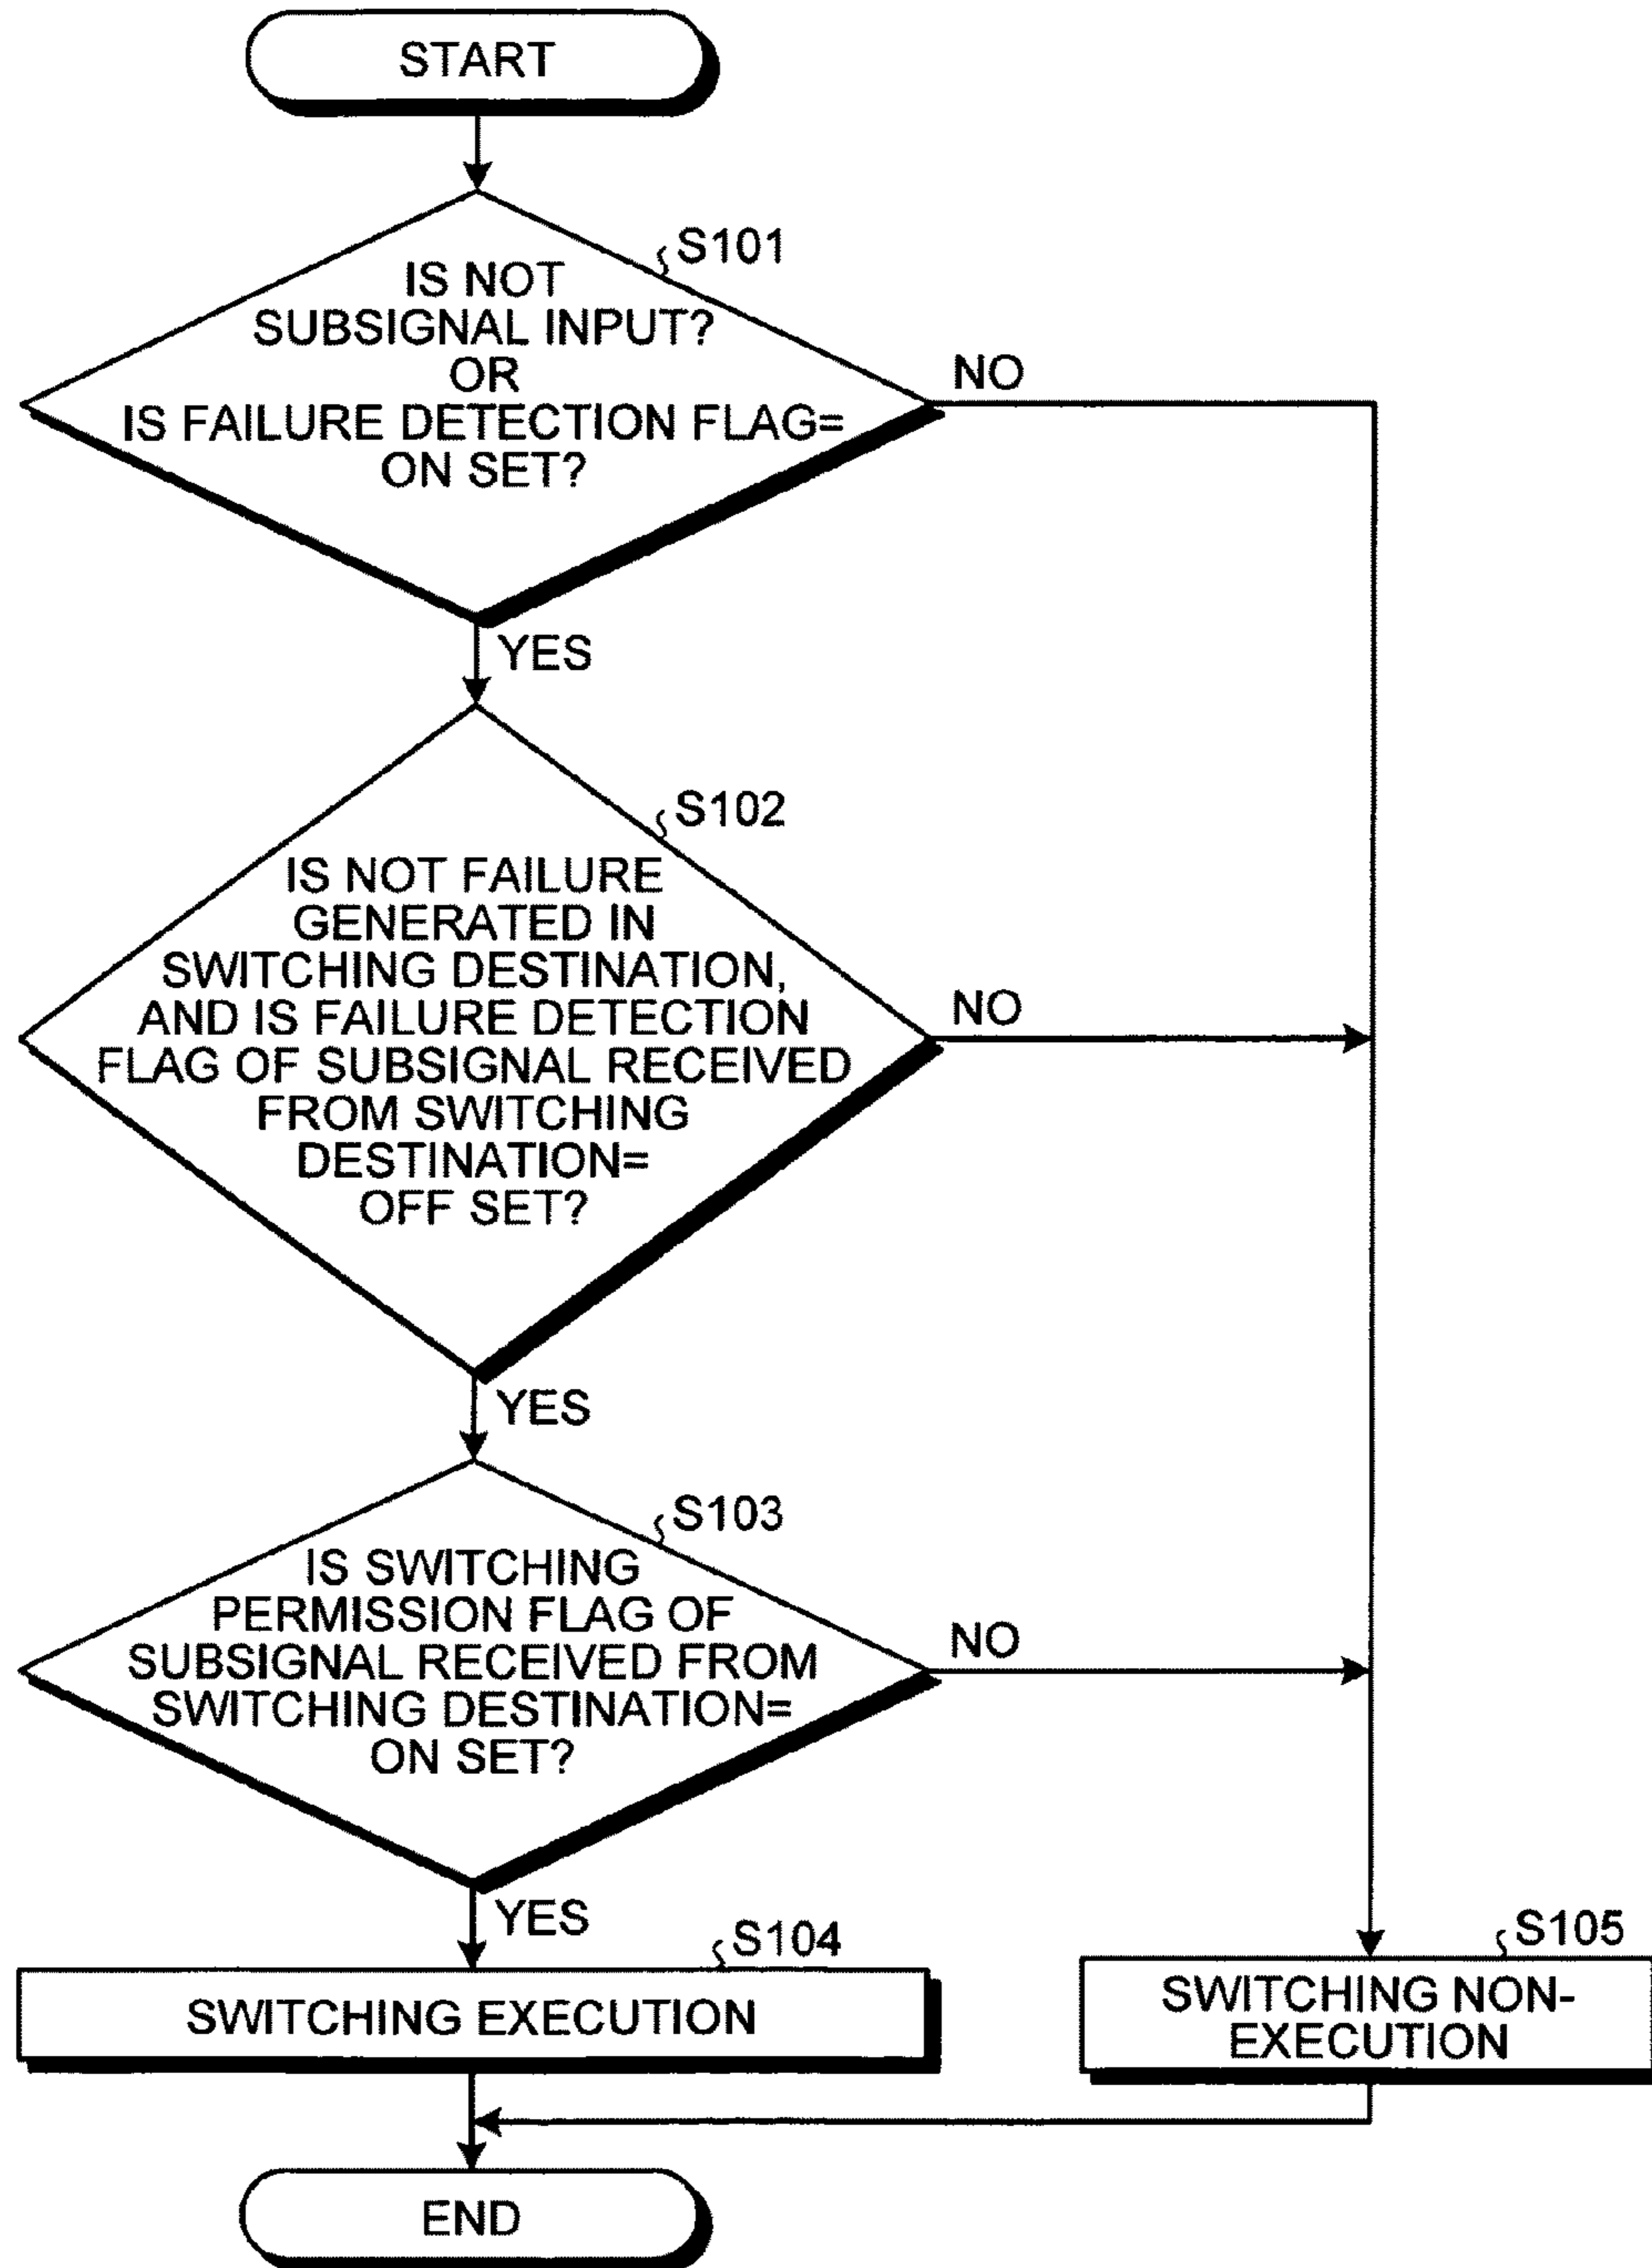 START
S101
IS NOT
SUBSIGNAL INPUT?
OR
IS FAILURE DETECTION FLAG=
ON SET?
NO
YES
S102
IS NOT FAILURE
GENERATED IN
SWITCHING DESTINATION,
AND IS FAILURE DETECTION
FLAG OF SUBSIGNAL RECEIVED
FROM SWITCHING
DESTINATION=
OFF SET?
NO
YES
S103
IS SWITCHING
PERMISSION FLAG OF
SUBSIGNAL RECEIVED FROM
SWITCHING DESTINATION=
ON SET?
NO
YES
S104
SWITCHING EXECUTION
S105
SWITCHING NON-
EXECUTION
END